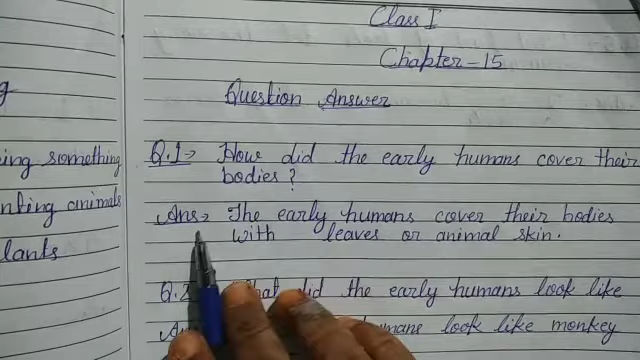 Class I
Chapter-15
Question Answer
ing something
nting animals
lants
Q.1→ How did the early humans cover their
bodies?
Ans→ The early humans cover their bodies
with leaves or animal skin.
Q.2 did the early humans look like
look like monkey